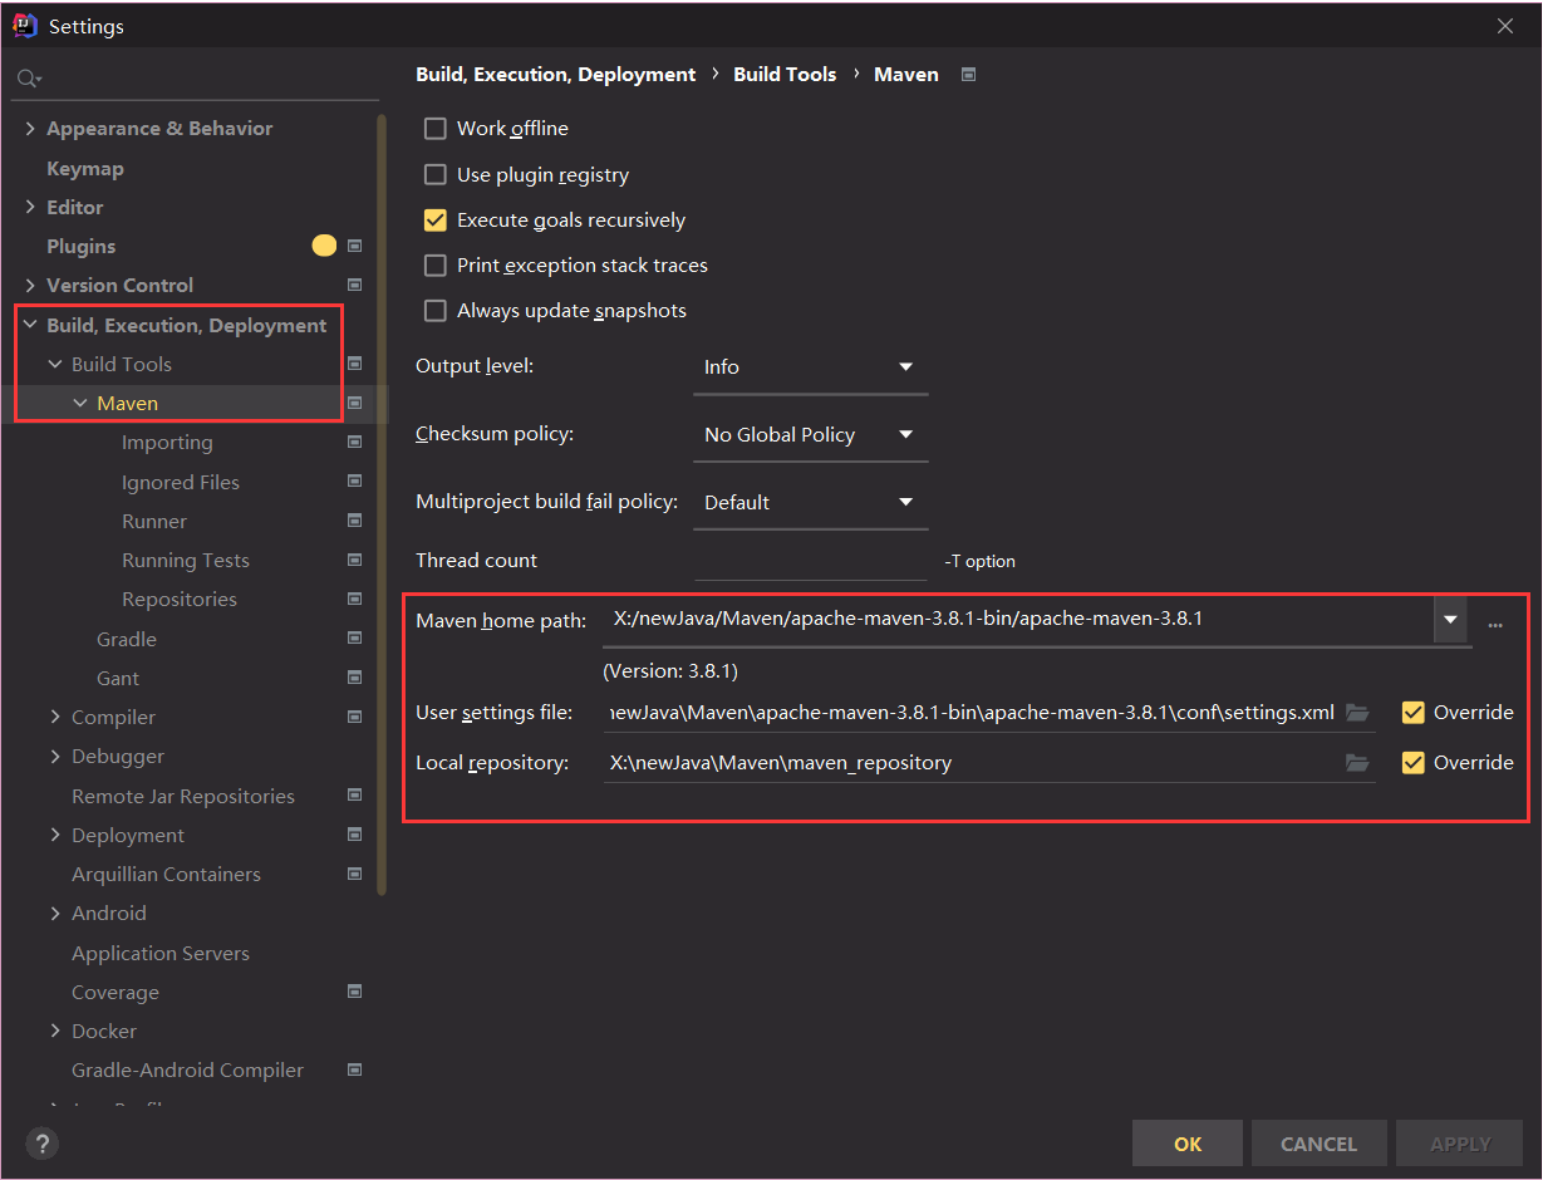 Settings
Appearance & Behavior
Keymap
Editor
Plugins
Version Control
Build, Execution, Deployment
Build Tools
Maven
Importing
Ignored Files
Runner
Running Tests
Repositories
Gradle
Gant
Compiler
Debugger
Remote Jar Repositories
Deployment
Arquillian Containers
Android
Application Servers
Coverage
Docker
Gradle-Android Compiler
Build, Execution, Deployment › Build Tools › Maven
Work offline
Use plugin registry
Execute goals recursively
Print exception stack traces
Always update snapshots
Output level: Info
Checksum policy: No Global Policy
Multiproject build fail policy: Default
Thread count -T option
Maven home path: X:/newJava/Maven/apache-maven-3.8.1-bin/apache-maven-3.8.1 ...
(Version: 3.8.1)
User settings file: newJava\Maven\apache-maven-3.8.1-bin\apache-maven-3.8.1\conf\settings.xml Override
Local repository: X:\newJava\Maven\maven_repository Override
? OK CANCEL APPLY